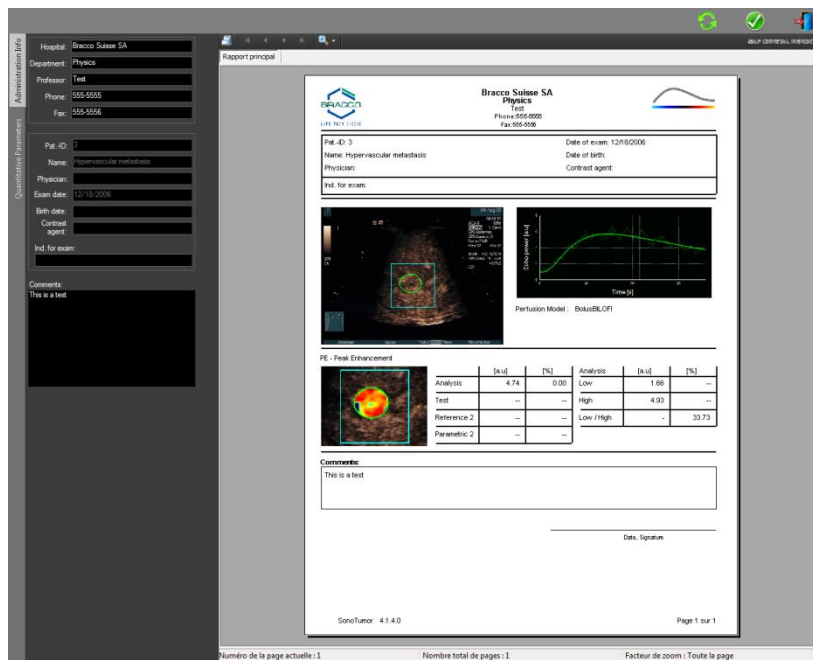 Administration Info
Quantitative Parameters
Hospital: Bracco Suisse SA
Department: Physics
Professor: Test
Phone: 555-5555
Fax: 555-5556
Pat.-ID: 3
Name: Hypervascular metastasis
Physician:
Exam date: 12/18/2006
Birth date:
Contrast agent:
Ind. for exam:
Comments:
This is a test
Rapport principal
BRACCO
LIFE FROM INSIDE
Bracco Suisse SA
Physics
Test
Phone:555-5555
Fax:555-5556
Pat.-ID: 3 Date of exam: 12/18/2006
Name: Hypervascular metastasis Date of birth:
Physician: Contrast agent:
Ind. for exam:
Echo-power [a.u]
Time [s]
Perfusion Model : BolusBILOFI
PE - Peak Enhancement
[a.u] [%] Analysis [a.u] [%]
Analysis 4.74 0.00 Low 1.66 --
Test -- -- High 4.93 --
Reference 2 -- -- Low / High - 33.73
Parametric 2 -- --
Comments:
This is a test
Date, Signature
SonoTumor 4.1.4.0 Page 1 sur 1
Numéro de la page actuelle : 1 Nombre total de pages : 1 Facteur de zoom : Toute la page